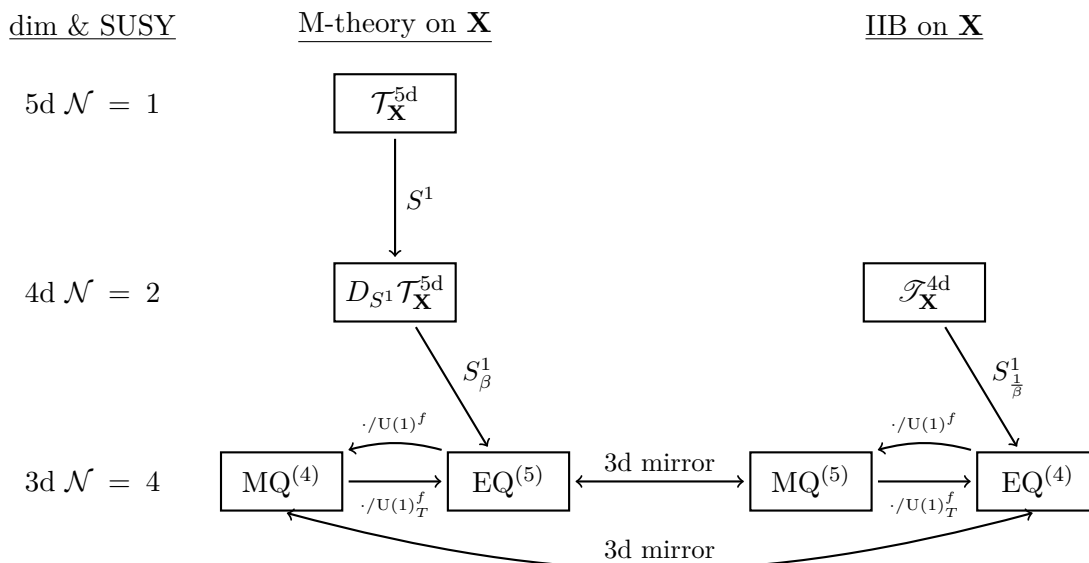 dim & SUSY M-theory on X IIB on X
5d 𝒩 = 1 𝒯_X^{5d}
S^1
4d 𝒩 = 2 D_{S^1}𝒯_X^{5d} 𝒯_X^{4d}
S^1_β S^1_{1/β}
·/U(1)^f ·/U(1)^f
3d 𝒩 = 4 MQ^{(4)} EQ^{(5)} 3d mirror MQ^{(5)} EQ^{(4)}
·/U(1)_T^f ·/U(1)_T^f
3d mirror